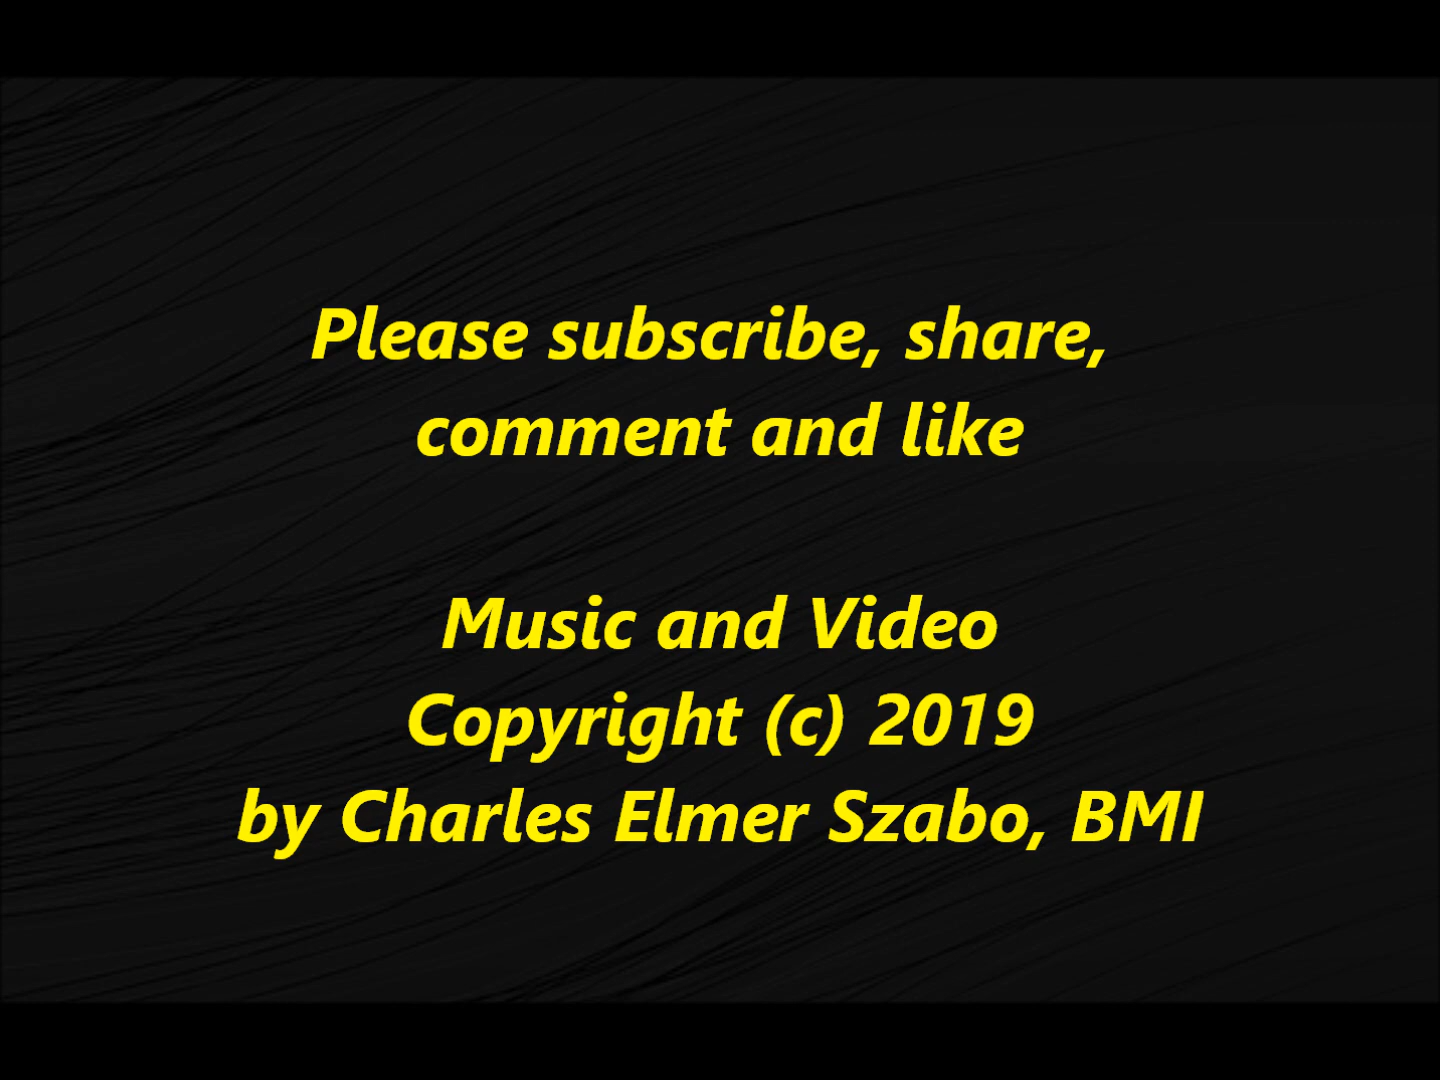 Please subscribe, share,
comment and like
Music and Video
Copyright (c) 2019
by Charles Elmer Szabo, BMI